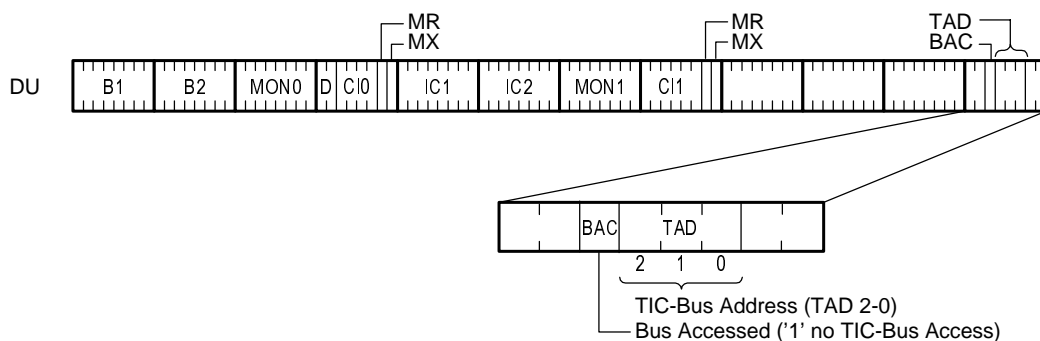 MR MR TAD
MX MX BAC
DU B1 B2 MON0 D CI0 IC1 IC2 MON1 CI1
BAC TAD
2 1 0
TIC-Bus Address (TAD 2-0)
Bus Accessed ('1' no TIC-Bus Access)